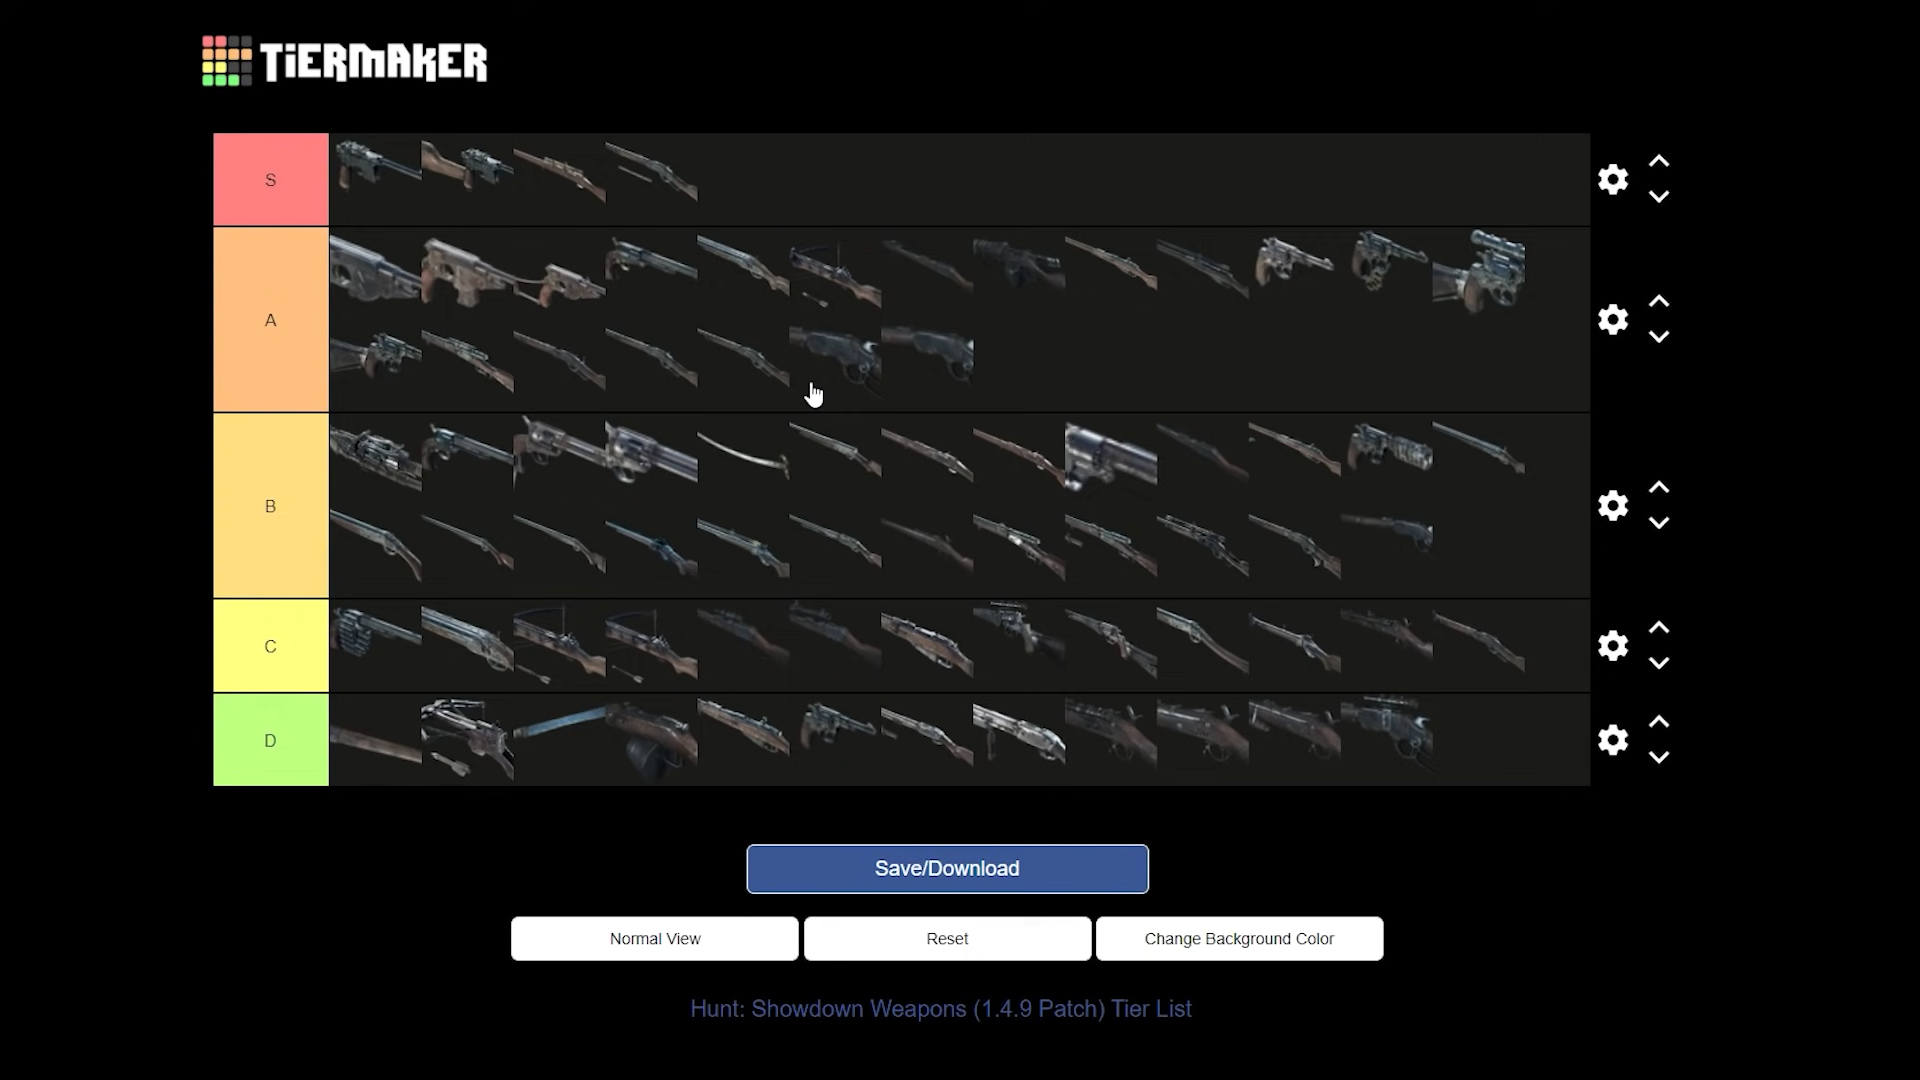 TiERMAKER
S
A
B
C
D
Save/Download
Normal View
Reset
Change Background Color
Hunt: Showdown Weapons (1.4.9 Patch) Tier List